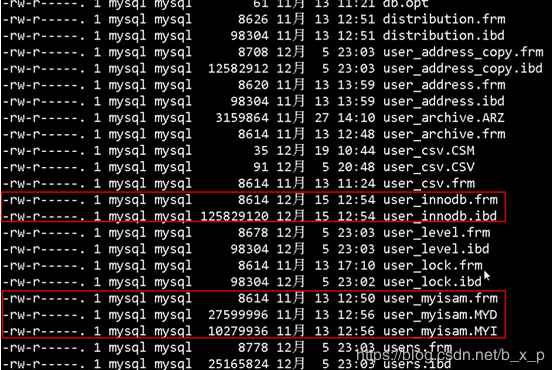 -rw-r-----. 1 mysql mysql 61 11月 13 11:21 db.opt
-rw-r-----. 1 mysql mysql 8626 11月 13 12:51 distribution.frm
-rw-r-----. 1 mysql mysql 98304 11月 13 12:51 distribution.ibd
-rw-r-----. 1 mysql mysql 8708 12月 5 23:03 user_address_copy.frm
-rw-r-----. 1 mysql mysql 12582912 12月 5 23:03 user_address_copy.ibd
-rw-r-----. 1 mysql mysql 8620 11月 13 13:59 user_address.frm
-rw-r-----. 1 mysql mysql 98304 11月 13 13:59 user_address.ibd
-rw-r-----. 1 mysql mysql 3159864 11月 27 14:10 user_archive.ARZ
-rw-r-----. 1 mysql mysql 8614 11月 13 12:48 user_archive.frm
-rw-r-----. 1 mysql mysql 35 12月 19 10:44 user_csv.CSM
-rw-r-----. 1 mysql mysql 91 12月 5 20:48 user_csv.CSV
-rw-r-----. 1 mysql mysql 8614 11月 13 11:24 user_csv.frm
-rw-r-----. 1 mysql mysql 8614 12月 15 12:54 user_innodb.frm
-rw-r-----. 1 mysql mysql 125829120 12月 15 12:54 user_innodb.ibd
-rw-r-----. 1 mysql mysql 8678 12月 5 23:03 user_level.frm
-rw-r-----. 1 mysql mysql 98304 12月 5 23:03 user_level.ibd
-rw-r-----. 1 mysql mysql 8614 11月 13 17:10 user_lock.frm
-rw-r-----. 1 mysql mysql 98304 12月 5 23:02 user_lock.ibd
-rw-r-----. 1 mysql mysql 8614 11月 13 12:50 user_myisam.frm
-rw-r-----. 1 mysql mysql 27599996 11月 13 12:56 user_myisam.MYD
-rw-r-----. 1 mysql mysql 10279936 11月 13 12:56 user_myisam.MYI
-rw-r-----. 1 mysql mysql 8778 12月 5 23:03 users.frm
-rw-r-----. 1 mysql mysql 25165824 12月 5 23:03 users.ibd
https://blog.csdn.net/b_x_p